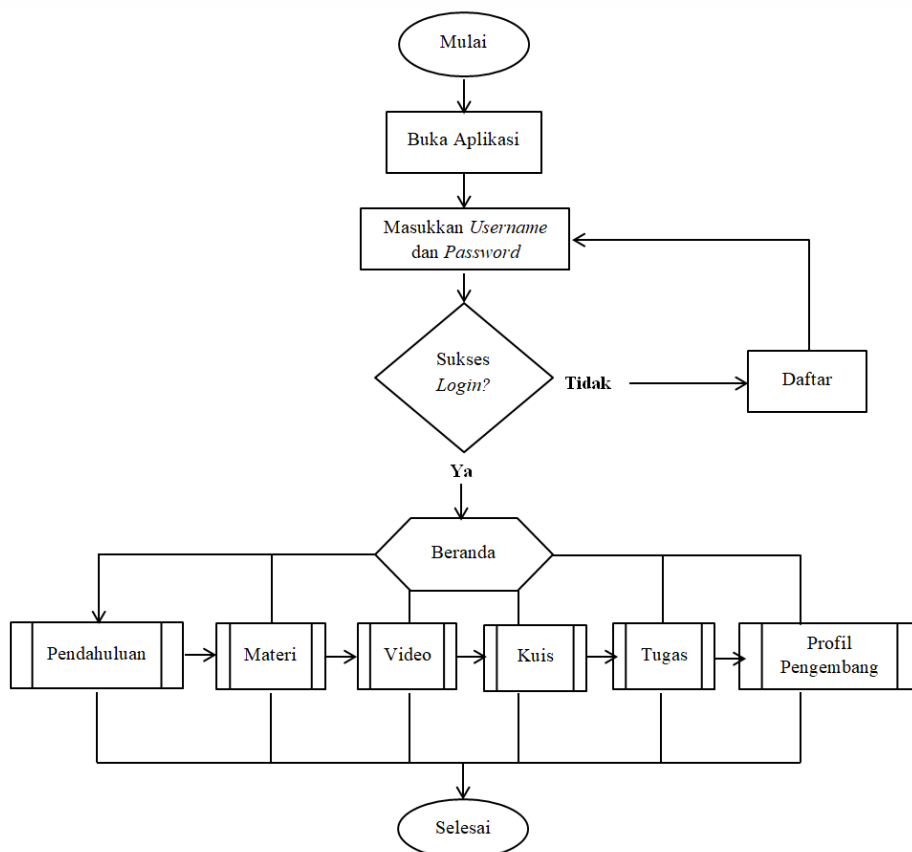 Mulai
Buka Aplikasi
Masukkan Username
dan Password
Sukses
Login?
Tidak
Daftar
Ya
Beranda
Pendahuluan
Materi
Video
Kuis
Tugas
Profil
Pengembang
Selesai